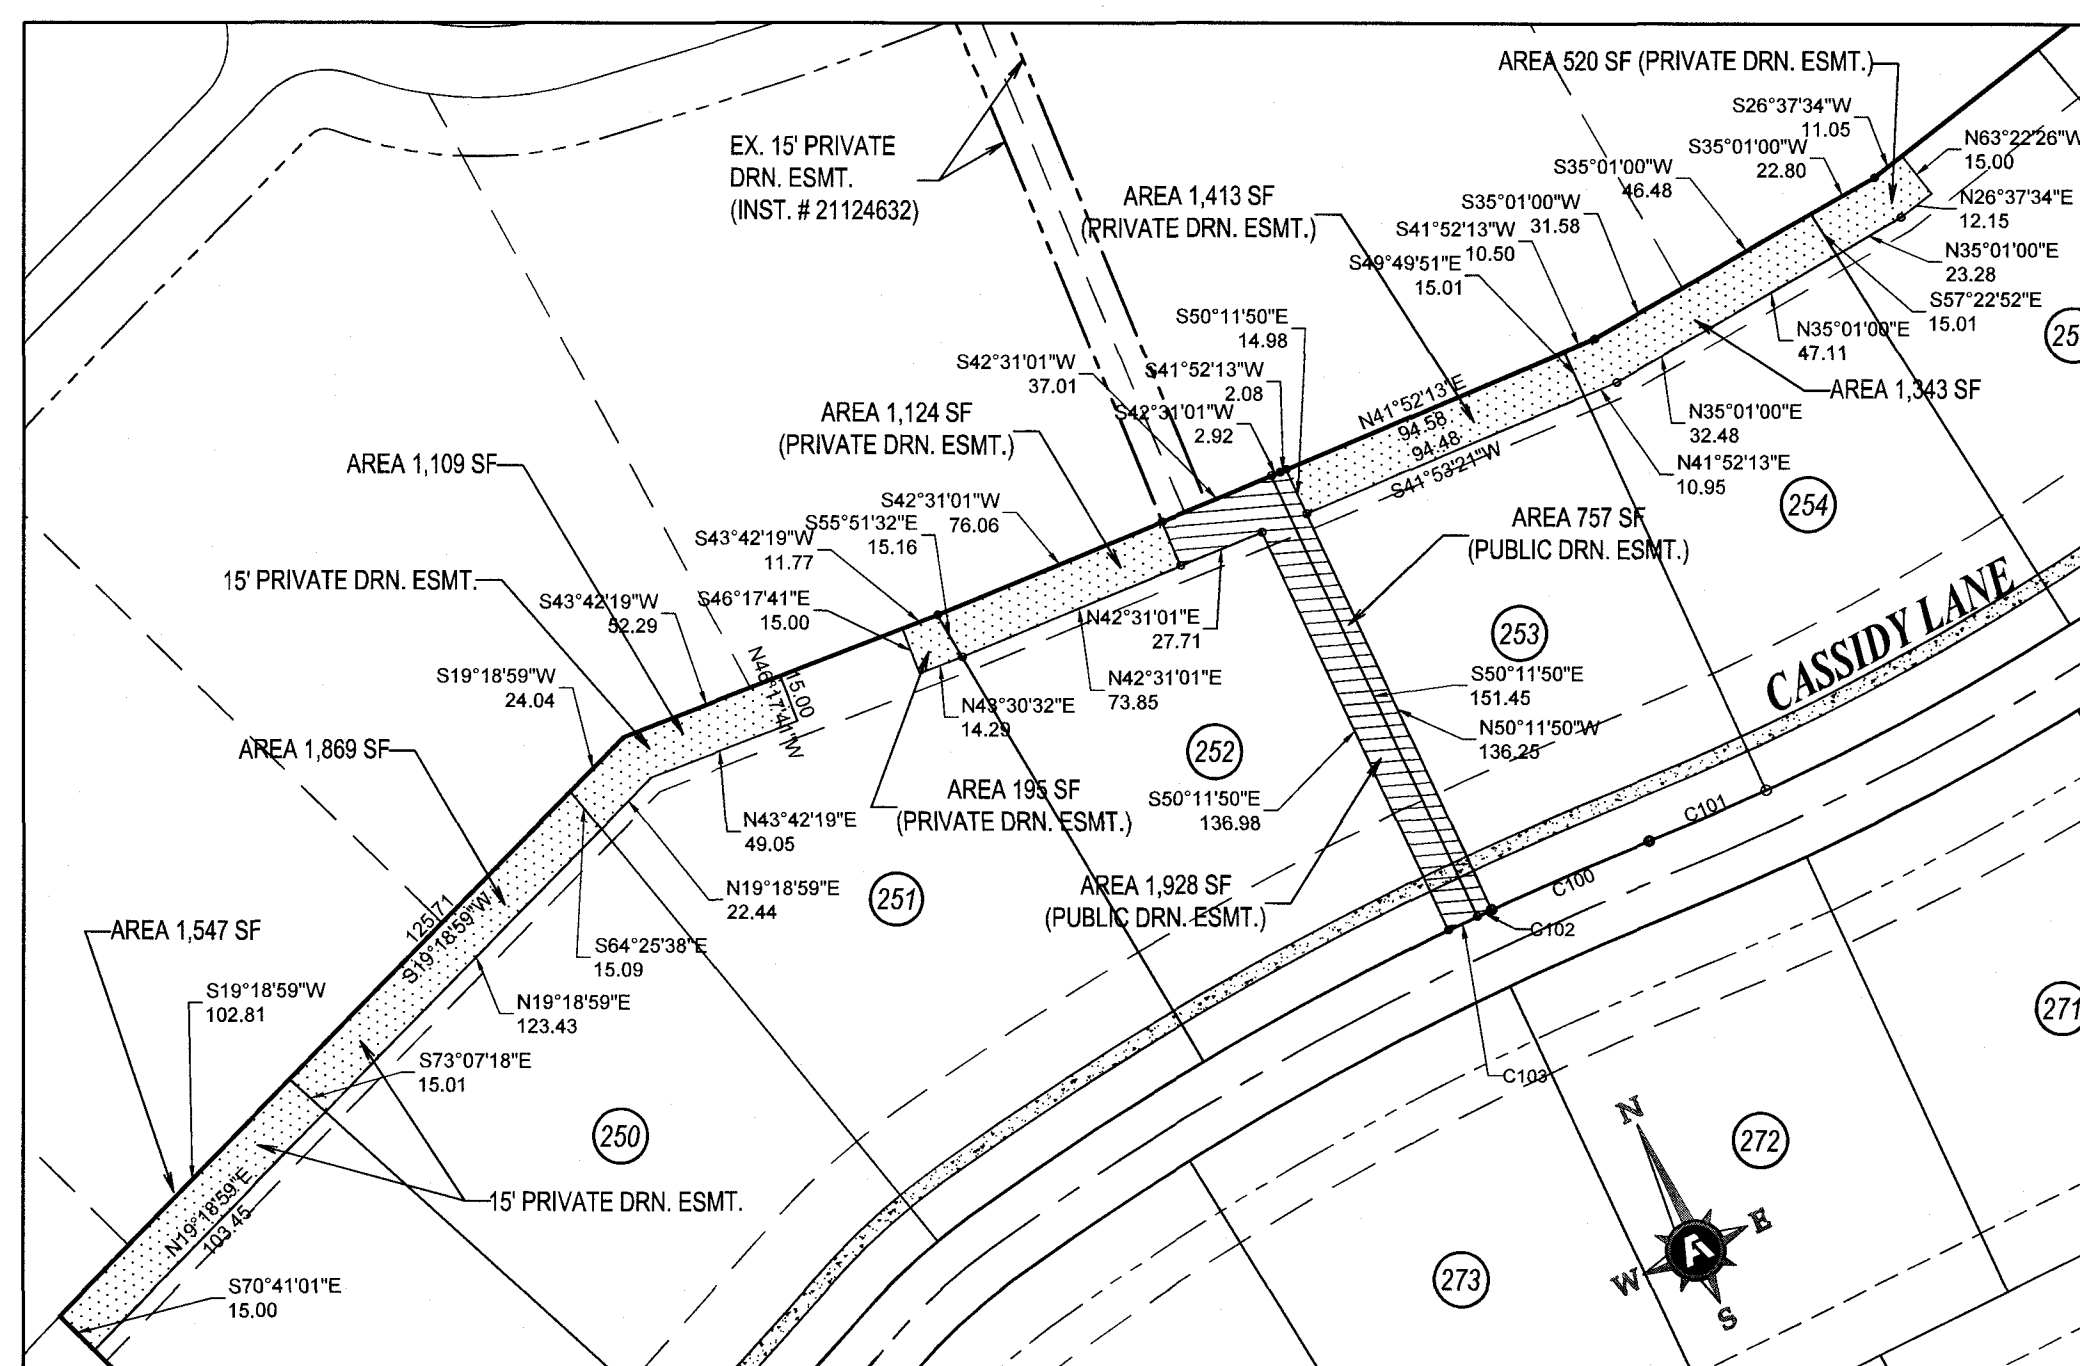 AREA 520 SF (PRIVATE DRN. ESMT.)
S26°37'34"W
11.05
N63°22'26"W
15.00
S35°01'00"W
22.80
EX. 15' PRIVATE
DRN. ESMT.
(INST. # 21124632)
S35°01'00"W
46.48
AREA 1,413 SF
(PRIVATE DRN. ESMT.)
S35°01'00"W
31.58
N26°37'34"E
12.15
S41°52'13"W
10.50
N35°01'00"E
23.28
S49°49'51"E
15.01
S57°22'52"E
15.01
S50°11'50"E
14.98
N35°01'00"E
47.11
S42°31'01"W
37.01
S41°52'13"W
2.08
AREA 1,343 SF
N41°52'13"E
94.58
94.48
S41°53'21"W
S42°31'01"W
2.92
N35°01'00"E
32.48
AREA 1,124 SF
(PRIVATE DRN. ESMT.)
N41°52'13"E
10.95
AREA 1,109 SF
S42°31'01"W
76.06
254
AREA 757 SF
(PUBLIC DRN. ESMT.)
S55°51'32"E
15.16
S43°42'19"W
11.77
15' PRIVATE DRN. ESMT.
S43°42'19"W
52.29
S46°17'41"E
15.00
N42°31'01"E
27.71
253
CASSIDY LANE
S19°18'59"W
24.04
N46°17'41"W
15.00
N42°31'01"E
73.85
S50°11'50"E
151.45
N43°30'32"E
14.29
N50°11'50"W
136.25
252
AREA 1,869 SF
AREA 195 SF
(PRIVATE DRN. ESMT.)
S50°11'50"E
136.98
N43°42'19"E
49.05
C101
C100
N19°18'59"E
22.44
251
AREA 1,928 SF
(PUBLIC DRN. ESMT.)
C102
AREA 1,547 SF
125.71
S19°18'59"W
S64°25'38"E
15.09
S19°18'59"W
102.81
N19°18'59"E
123.43
271
S73°07'18"E
15.01
C103
250
N
272
15' PRIVATE DRN. ESMT.
N19°18'59"E
103.45
E
W
S
273
S70°41'01"E
15.00